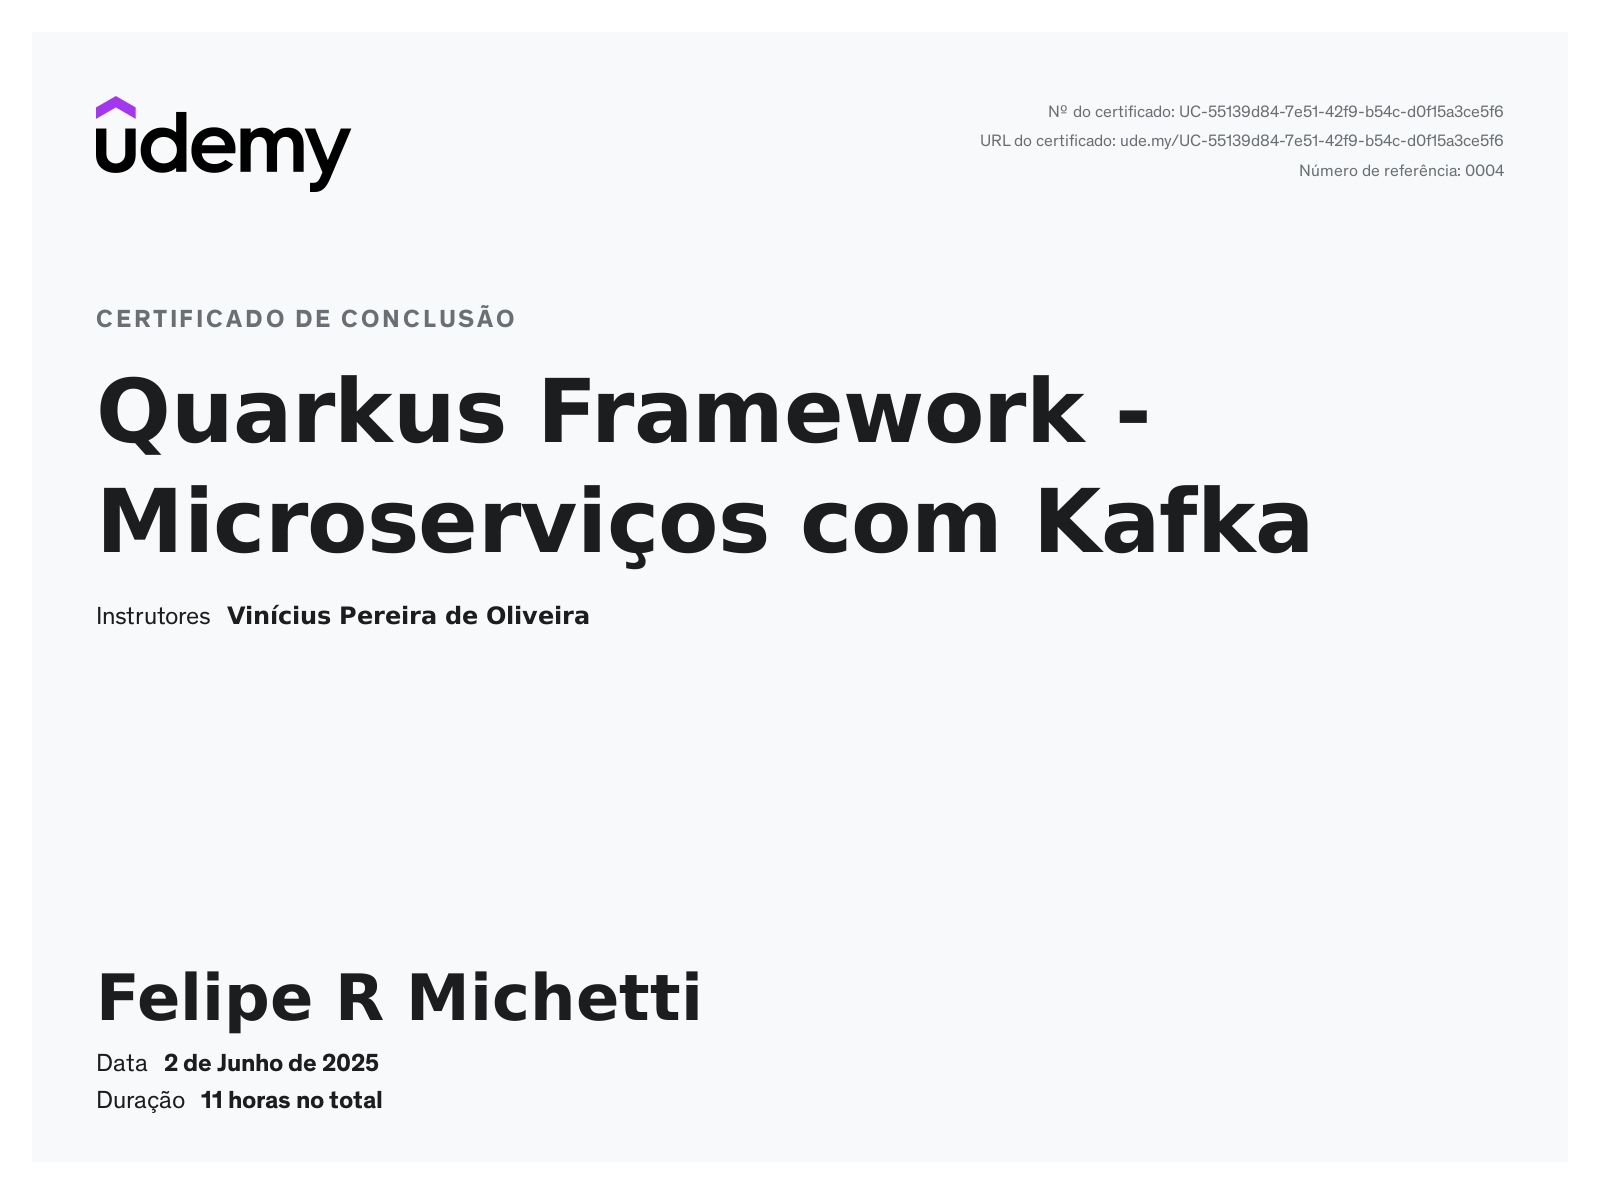 udemy
Nº do certificado: UC-55139d84-7e51-42f9-b54c-d0f15a3ce5f6
URL do certificado: ude.my/UC-55139d84-7e51-42f9-b54c-d0f15a3ce5f6
Número de referência: 0004
CERTIFICADO DE CONCLUSÃO
Quarkus Framework -
Microserviços com Kafka
Instrutores Vinícius Pereira de Oliveira
Felipe R Michetti
Data 2 de Junho de 2025
Duração 11 horas no total